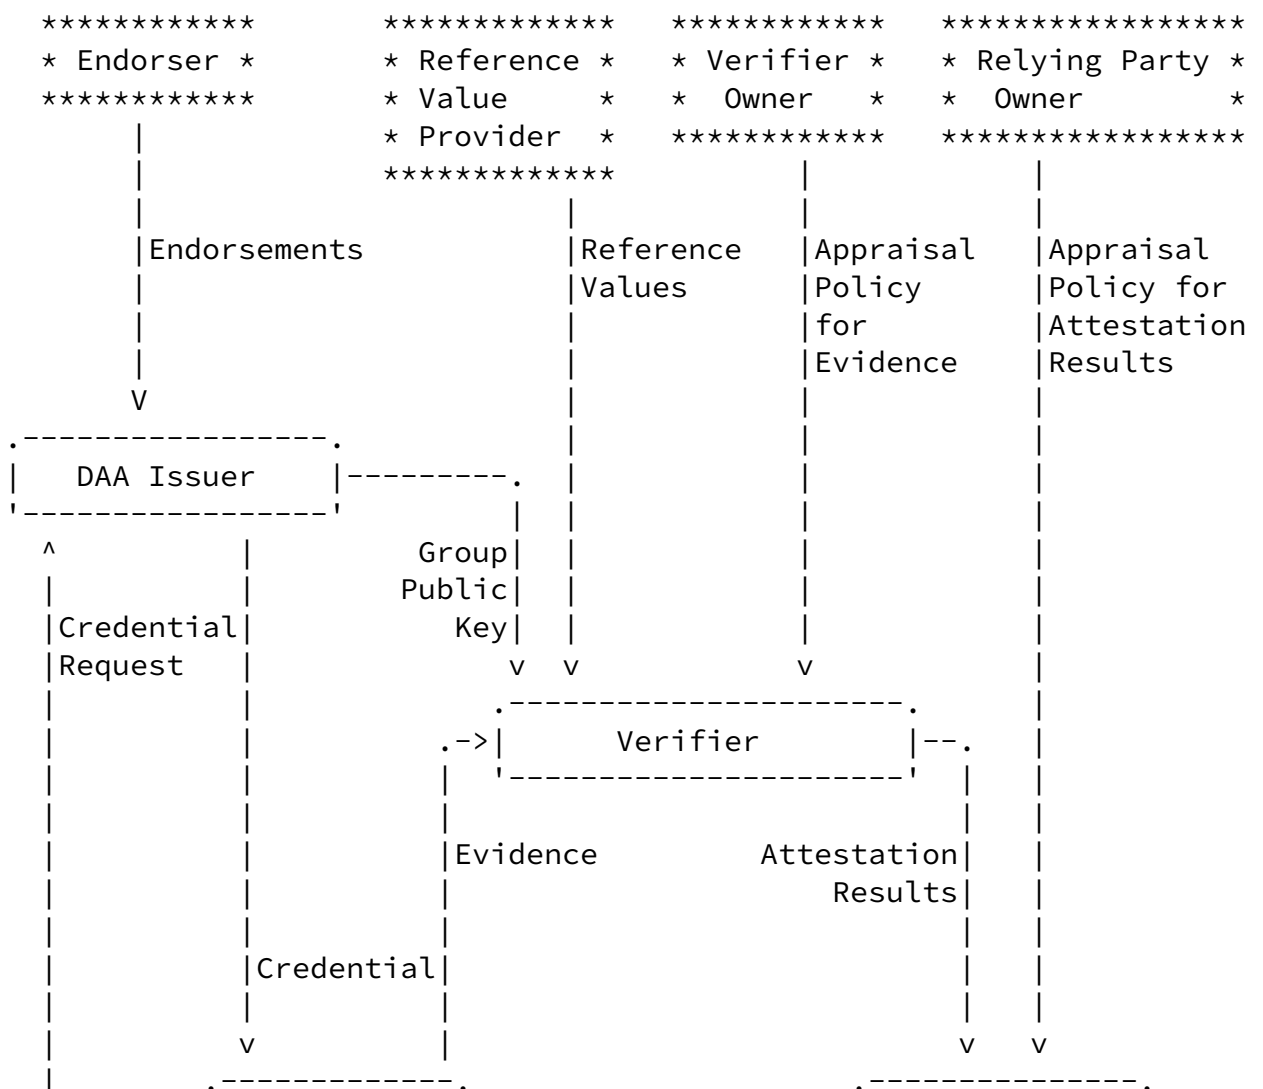 ************     *************   ************   *****************
* Endorser *     * Reference *   * Verifier *   * Relying Party *
************     * Value     *   *  Owner   *   *  Owner        *
       |         * Provider  *   ************   *****************
       |         *************          |            |
       |                   |            |            |
       |Endorsements       |Reference   |Appraisal   |Appraisal
       |                   |Values      |Policy      |Policy for
       |                   |            |for         |Attestation
       |                   |            |Evidence    |Results
       V                   |            |            |
.-----------------.        |            |            |
|   DAA Issuer    |---------.  |            |            |
'-----------------'         |  |            |            |
  ^          |         Group|  |            |            |
  |          |        Public|  |            |            |
  |Credential|           Key|  |            |            |
  |Request   |              v  v            v            |
  |          |             .----------------------.      |
  |          |          .->|      Verifier        |--.   |
  |          |          |  '----------------------'  |   |
  |          |          |                            |   |
  |          |          |Evidence         Attestation|   |
  |          |          |                     Results|   |
  |          |          |                            |   |
  |          |Credential|                            |   |
  |          |          |                            |   |
  |          v          |                            v   v
  |        .-------------.                     .---------------.